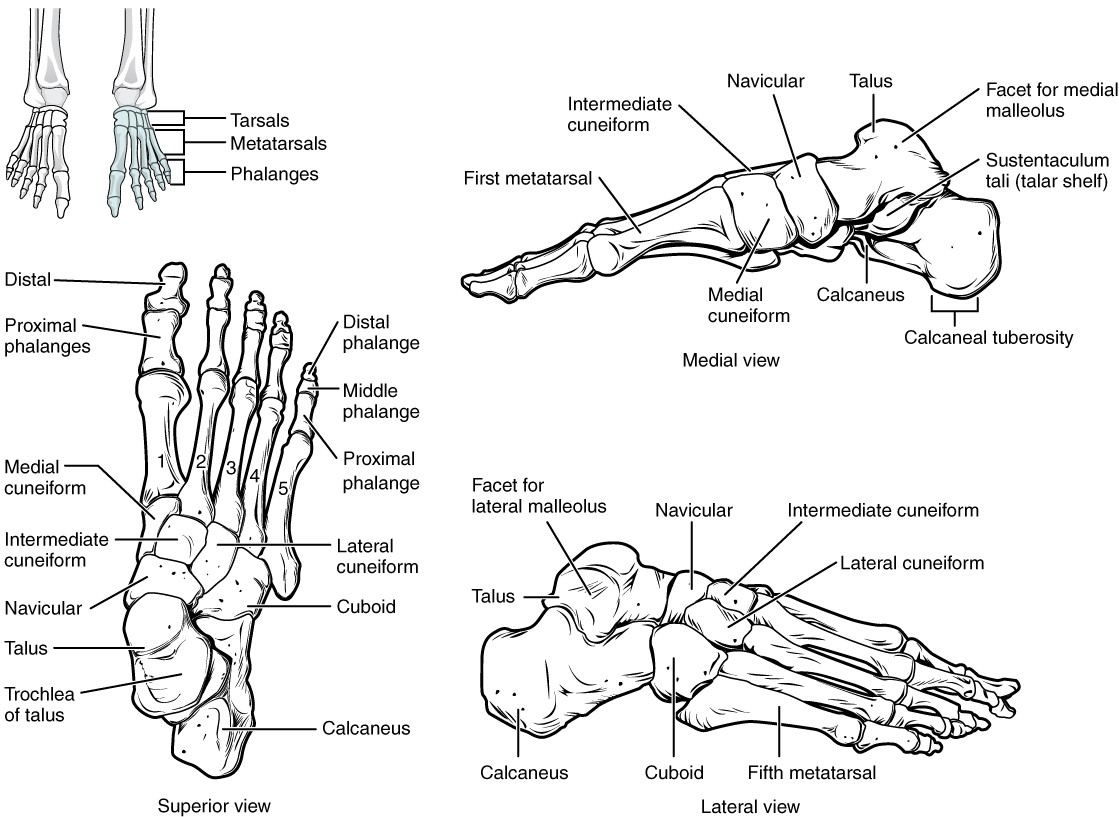 Tarsals
Metatarsals
Phalanges
Distal
Proximal
phalanges
Distal
phalange
Middle
phalange
Proximal
phalange
1
2
3
4
5
Medial
cuneiform
Intermediate
cuneiform
Navicular
Talus
Trochlea
of talus
Lateral
cuneiform
Cuboid
Calcaneus
Superior view
Navicular
Talus
Intermediate
cuneiform
Facet for medial
malleolus
First metatarsal
Sustentaculum
tali (talar shelf)
Medial
cuneiform
Calcaneus
Calcaneal tuberosity
Medial view
Facet for
lateral malleolus
Navicular
Intermediate cuneiform
Lateral cuneiform
Talus
Calcaneus
Cuboid
Fifth metatarsal
Lateral view